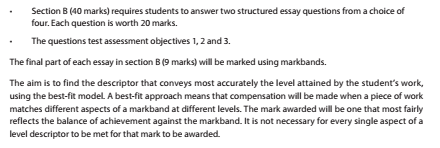 • Section B (40 marks) requires students to answer two structured essay questions from a choice of
four. Each question is worth 20 marks.
• The questions test assessment objectives 1, 2 and 3.
The final part of each essay in section B (9 marks) will be marked using markbands.
The aim is to find the descriptor that conveys most accurately the level attained by the student's work,
using the best-fit model. A best-fit approach means that compensation will be made when a piece of work
matches different aspects of a markband at different levels. The mark awarded will be one that most fairly
reflects the balance of achievement against the markband. It is not necessary for every single aspect of a
level descriptor to be met for that mark to be awarded.